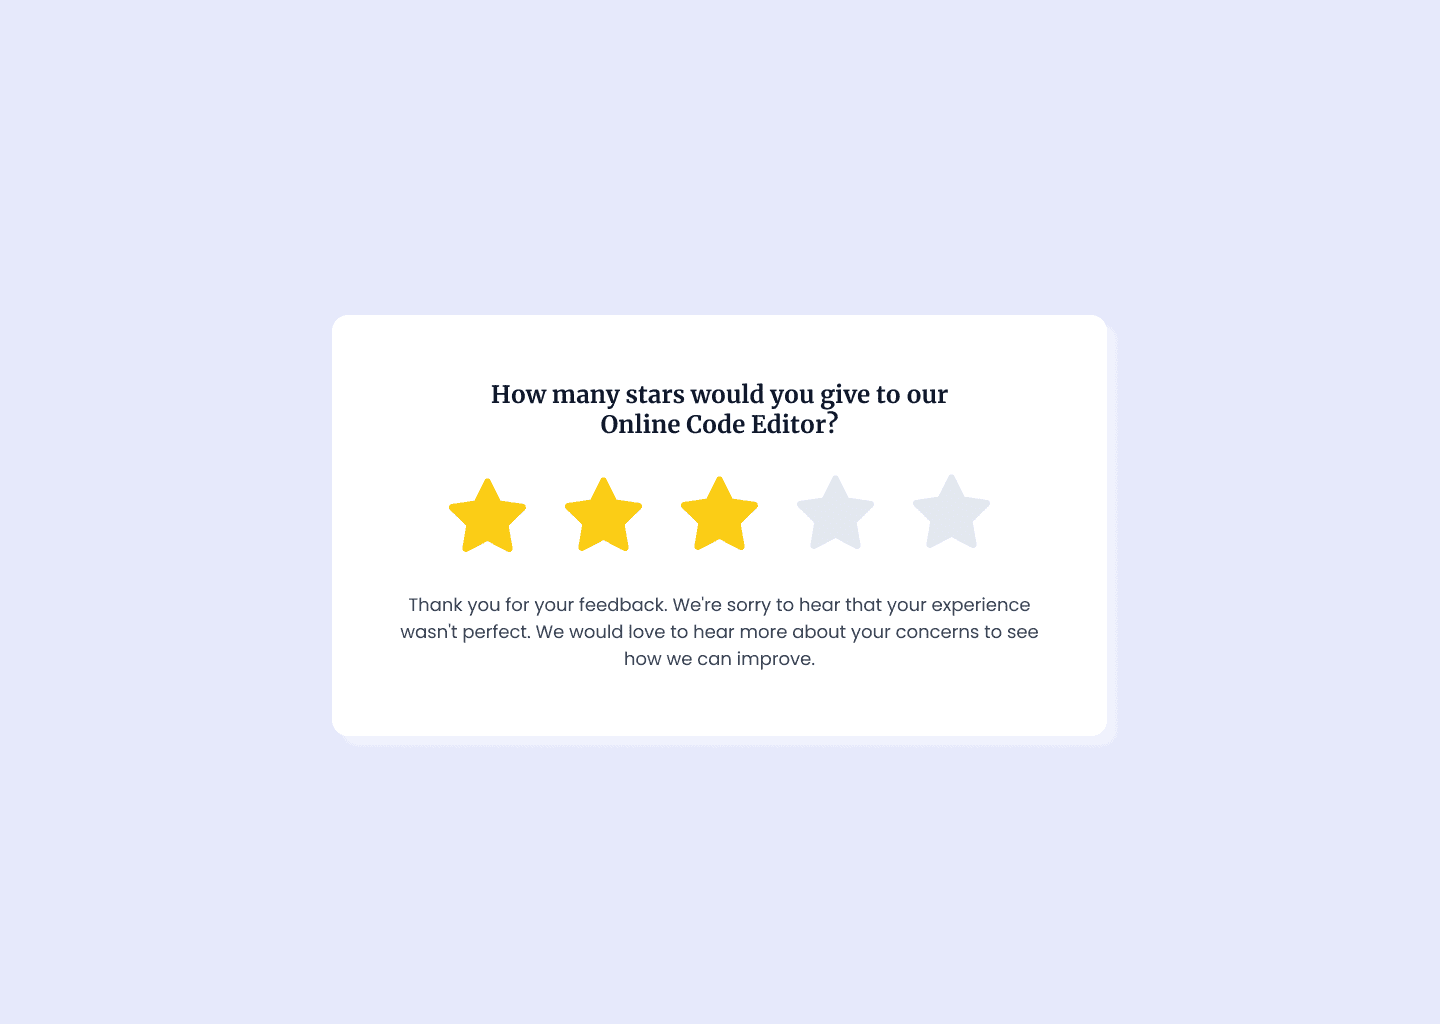 How many stars would you give to our
Online Code Editor?
Thank you for your feedback. We're sorry to hear that your experience
wasn't perfect. We would love to hear more about your concerns to see
how we can improve.